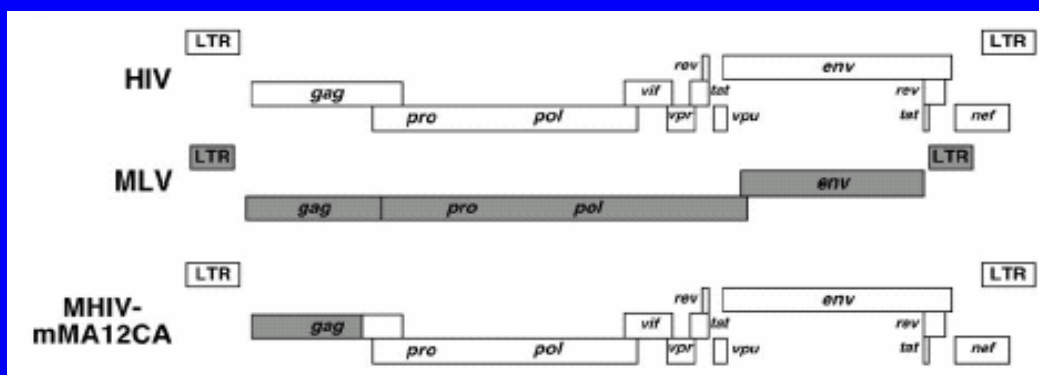 LTR LTR
HIV
rev env
gag vif tat rev
pro pol vpr vpu tat nef
LTR LTR
MLV
env
gag pro pol
LTR LTR
MHIV-
mMA12CA
rev env
gag vif tat rev
pro pol vpr vpu tat nef